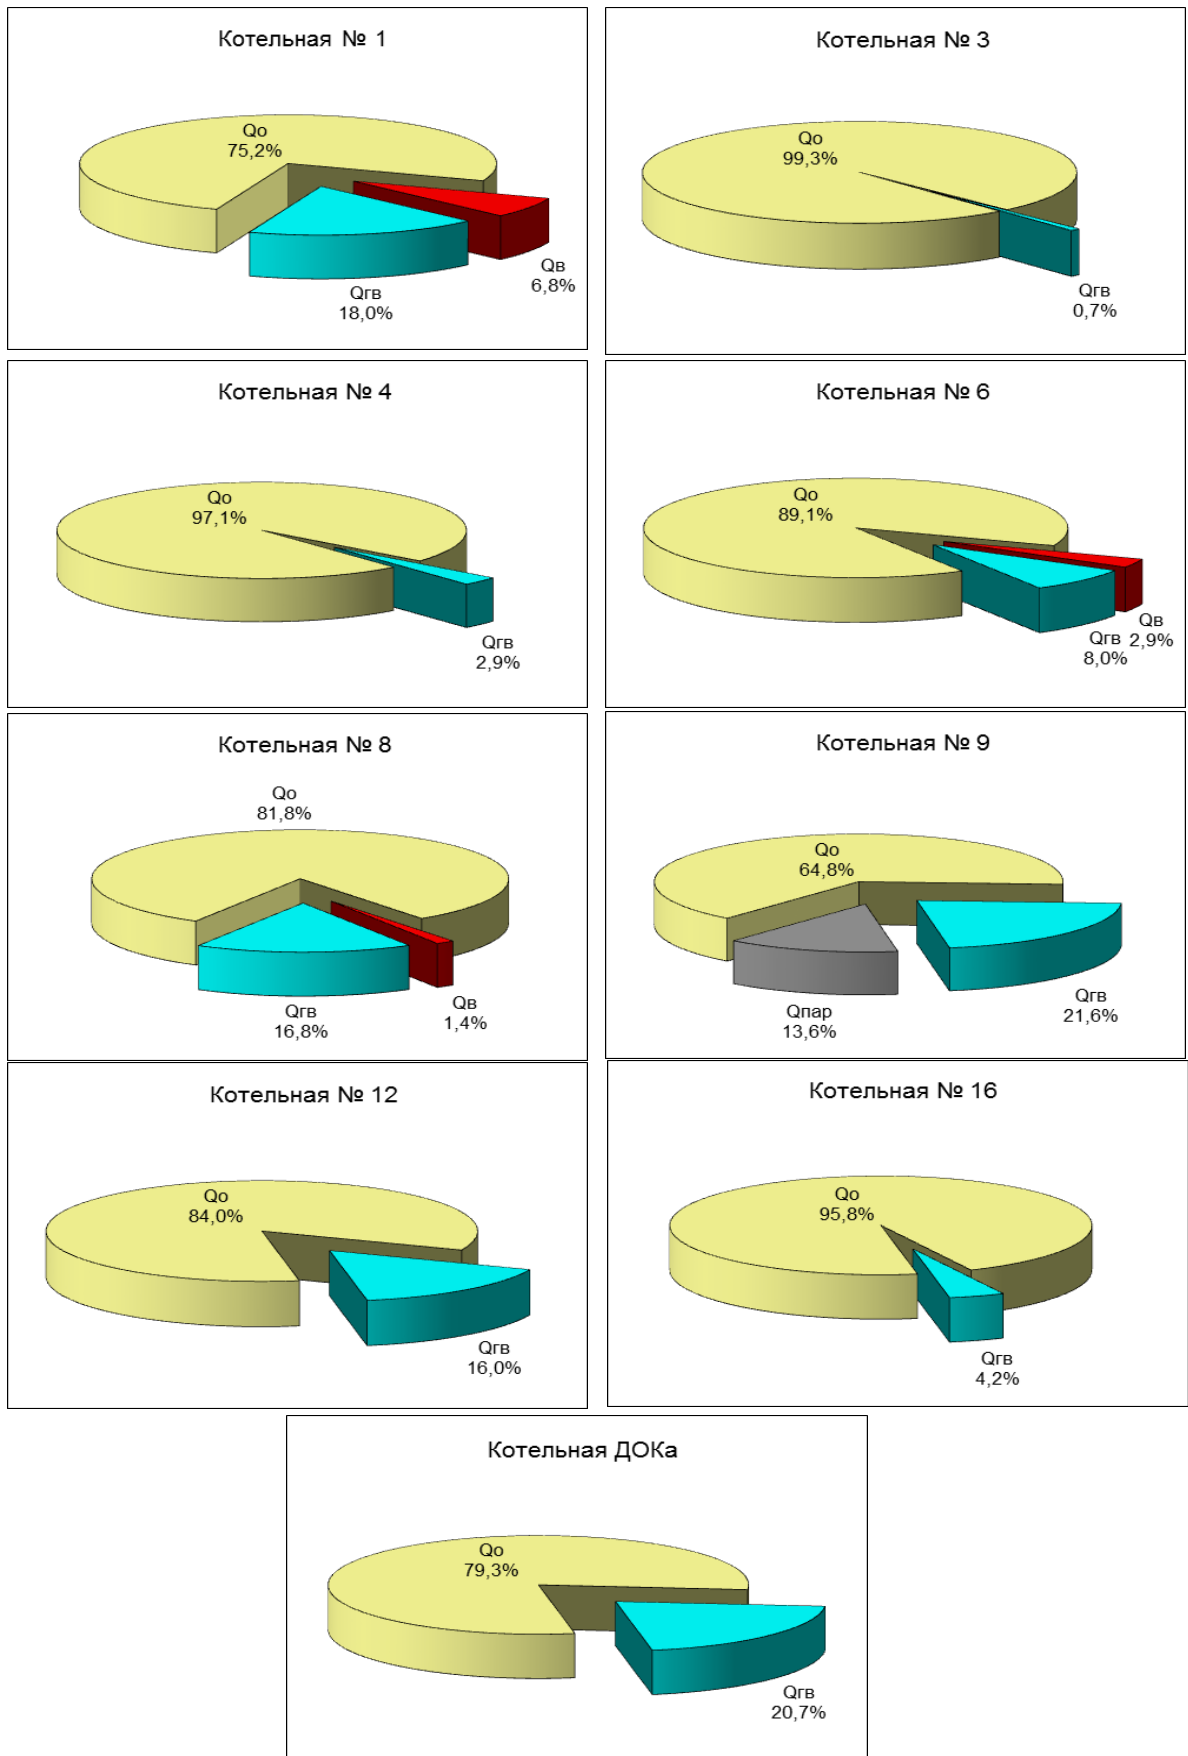 Котельная № 1
Qо
75,2%
Qв
6,8%
Qгв
18,0%
Котельная № 3
Qо
99,3%
Qгв
0,7%
Котельная № 4
Qо
97,1%
Qгв
2,9%
Котельная № 6
Qо
89,1%
Qв
2,9%
Qгв
8,0%
Котельная № 8
Qо
81,8%
Qгв
16,8%
Qв
1,4%
Котельная № 9
Qо
64,8%
Qпар
13,6%
Qгв
21,6%
Котельная № 12
Qо
84,0%
Qгв
16,0%
Котельная № 16
Qо
95,8%
Qгв
4,2%
Котельная ДОКа
Qо
79,3%
Qгв
20,7%